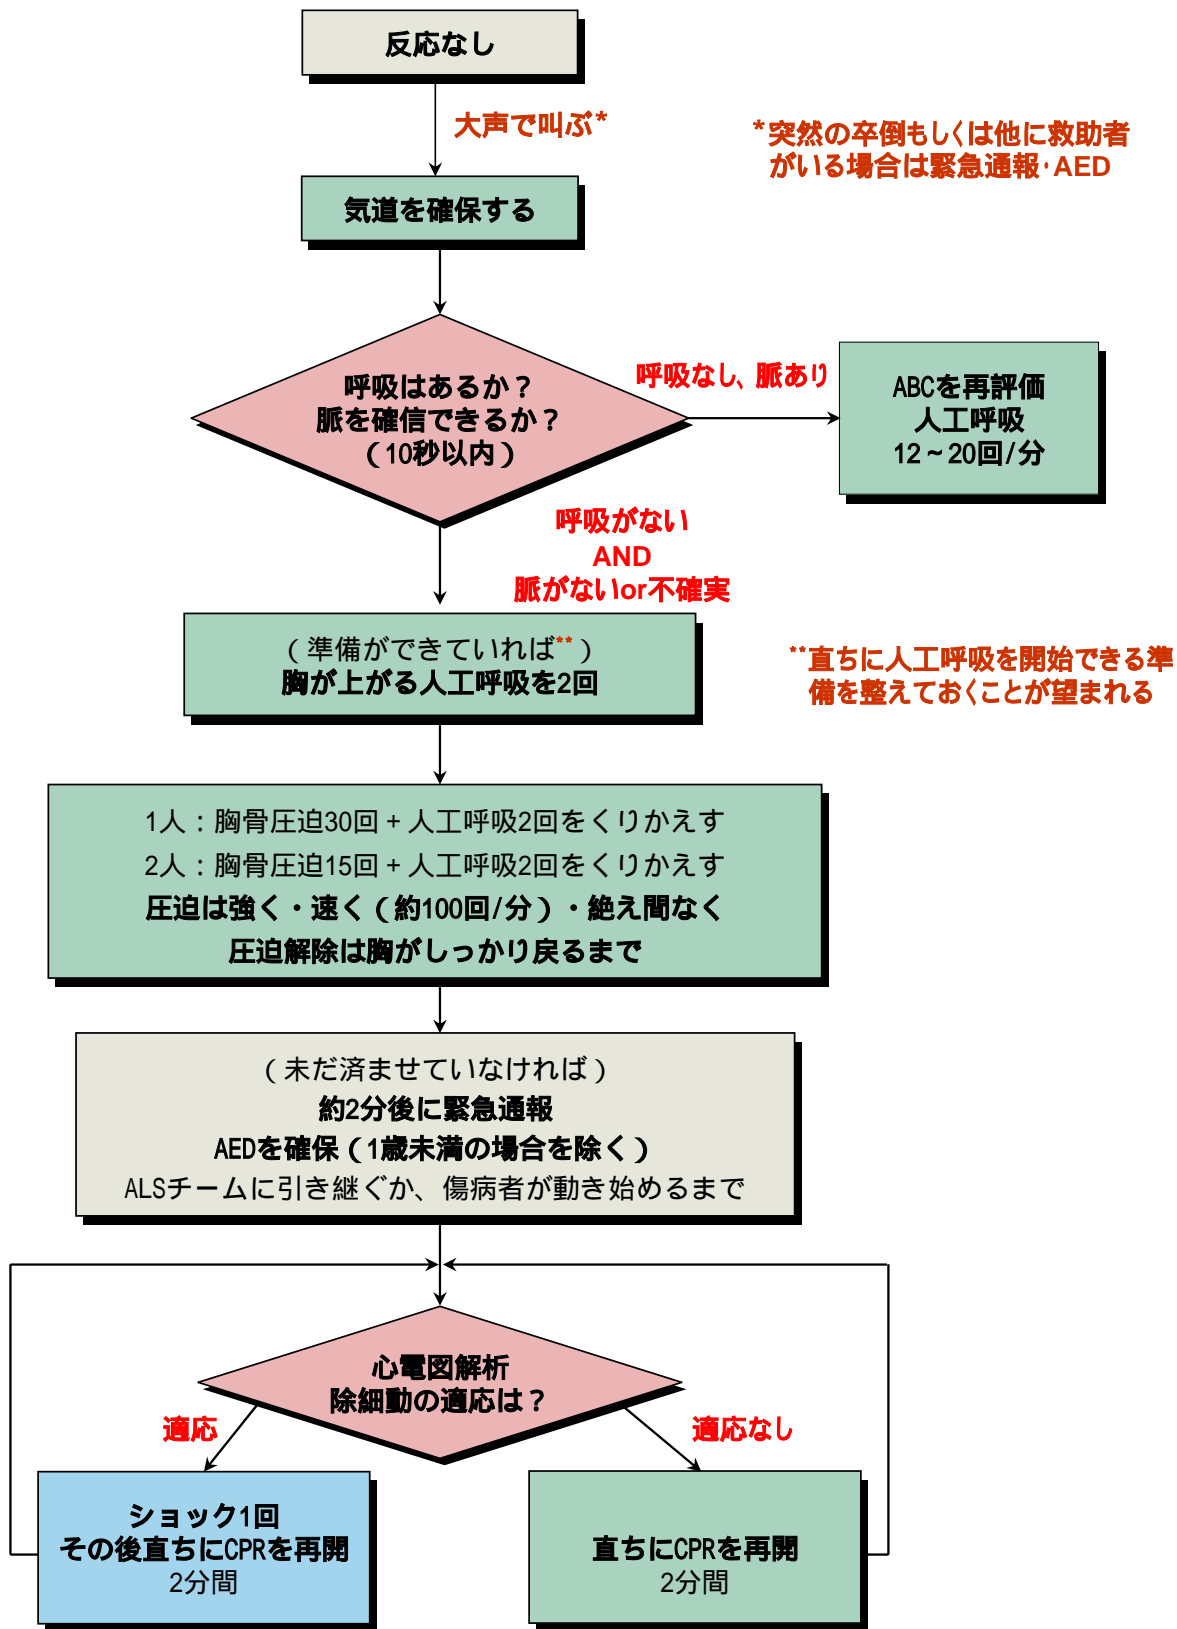 反応なし
大声で叫ぶ*
*突然の卒倒もしくは他に救助者
がいる場合は緊急通報・AED
気道を確保する
呼吸はあるか？
脈を確信できるか？
（10秒以内）
呼吸なし、脈あり
ABCを再評価
人工呼吸
12～20回/分
呼吸がない
AND
脈がないor不確実
（準備ができていれば**）
胸が上がる人工呼吸を2回
**直ちに人工呼吸を開始できる準
備を整えておくことが望まれる
1人：胸骨圧迫30回＋人工呼吸2回をくりかえす
2人：胸骨圧迫15回＋人工呼吸2回をくりかえす
圧迫は強く・速く（約100回/分）・絶え間なく
圧迫解除は胸がしっかり戻るまで
（未だ済ませていなければ）
約2分後に緊急通報
AEDを確保（1歳未満の場合を除く）
ALSチームに引き継ぐか、傷病者が動き始めるまで
心電図解析
除細動の適応は？
適応
適応なし
ショック1回
その後直ちにCPRを再開
2分間
直ちにCPRを再開
2分間